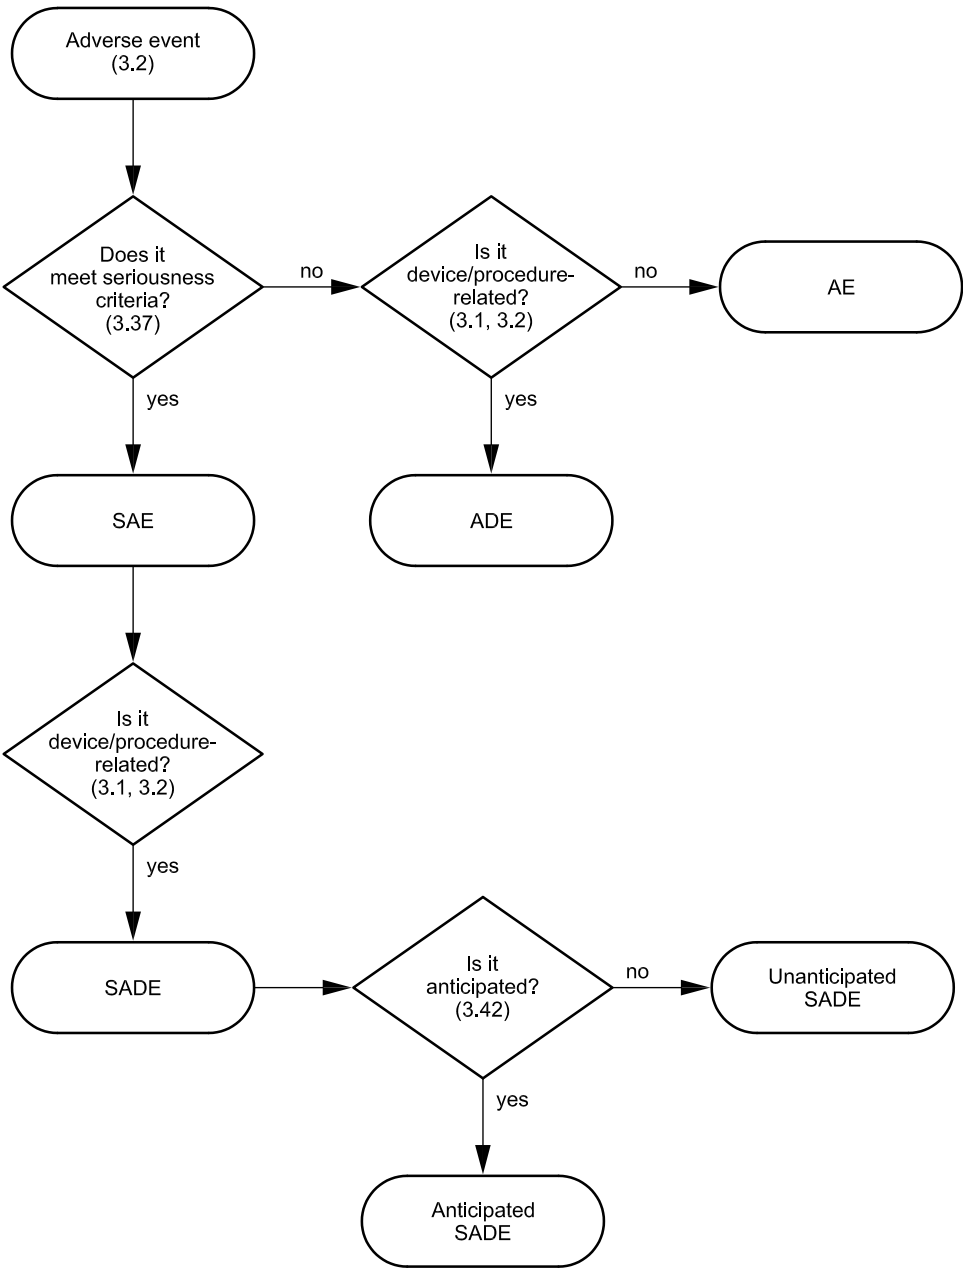 Adverse event
(3.2)
Does it
meet seriousness
criteria?
(3.37)
no
Is it
device/procedure-
related?
(3.1, 3.2)
no
AE
yes
yes
SAE
ADE
Is it
device/procedure-
related?
(3.1, 3.2)
yes
SADE
Is it
anticipated?
(3.42)
no
Unanticipated
SADE
yes
Anticipated
SADE